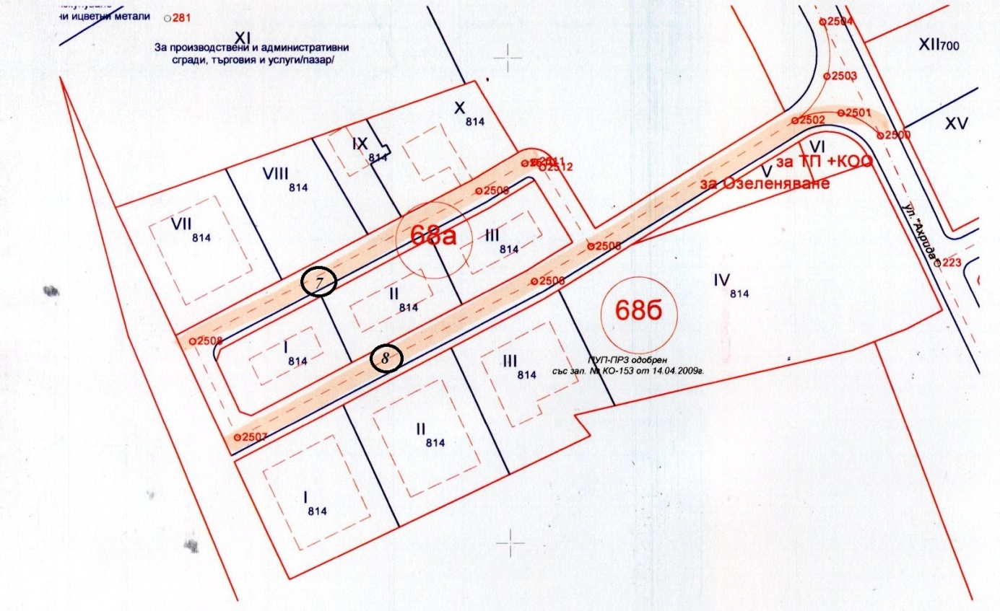 ни ицветни метали
281
XI
За производствени и административни
сгради, търговия и услуги/пазар/
2504
XII700
2503
X
814
2501
2502
XV
2500
IX
814
VI
за ТП +КОО
2511
2512
V
за Озеленяване
VIII
814
2509
VII
814
68а
III
814
ул. "Ахрида"
2505
223
7
2506
IV
814
II
814
68б
2508
I
814
8
III
814
ПУП-ПРЗ одобрен
със зап. № КО-153 от 14.04.2009г.
2507
II
814
I
814